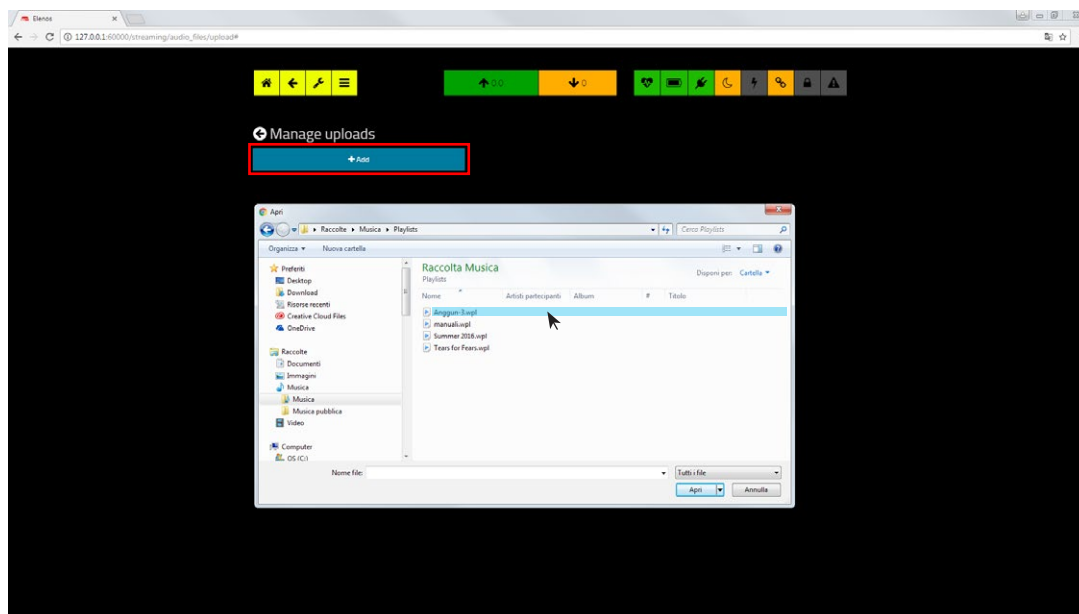 Elenos
127.0.0.1:60000/streaming/audio_files/upload#
0.0
0
Manage uploads
+ Add
Apri
Raccolte ▸ Musica ▸ Playlists
Cerca Playlists
Organizza Nuova cartella
Preferiti
Desktop
Download
Risorse recenti
Creative Cloud Files
OneDrive
Raccolte
Documenti
Immagini
Musica
Musica
Musica pubblica
Video
Computer
OS (C:)
Raccolta Musica
Playlists
Disponi per: Cartella
Nome Artisti partecipanti Album # Titolo
Anggun-3.wpl
manuali.wpl
Summer 2016.wpl
Tears for Fears.wpl
Nome file:
Tutti i file
Apri Annulla